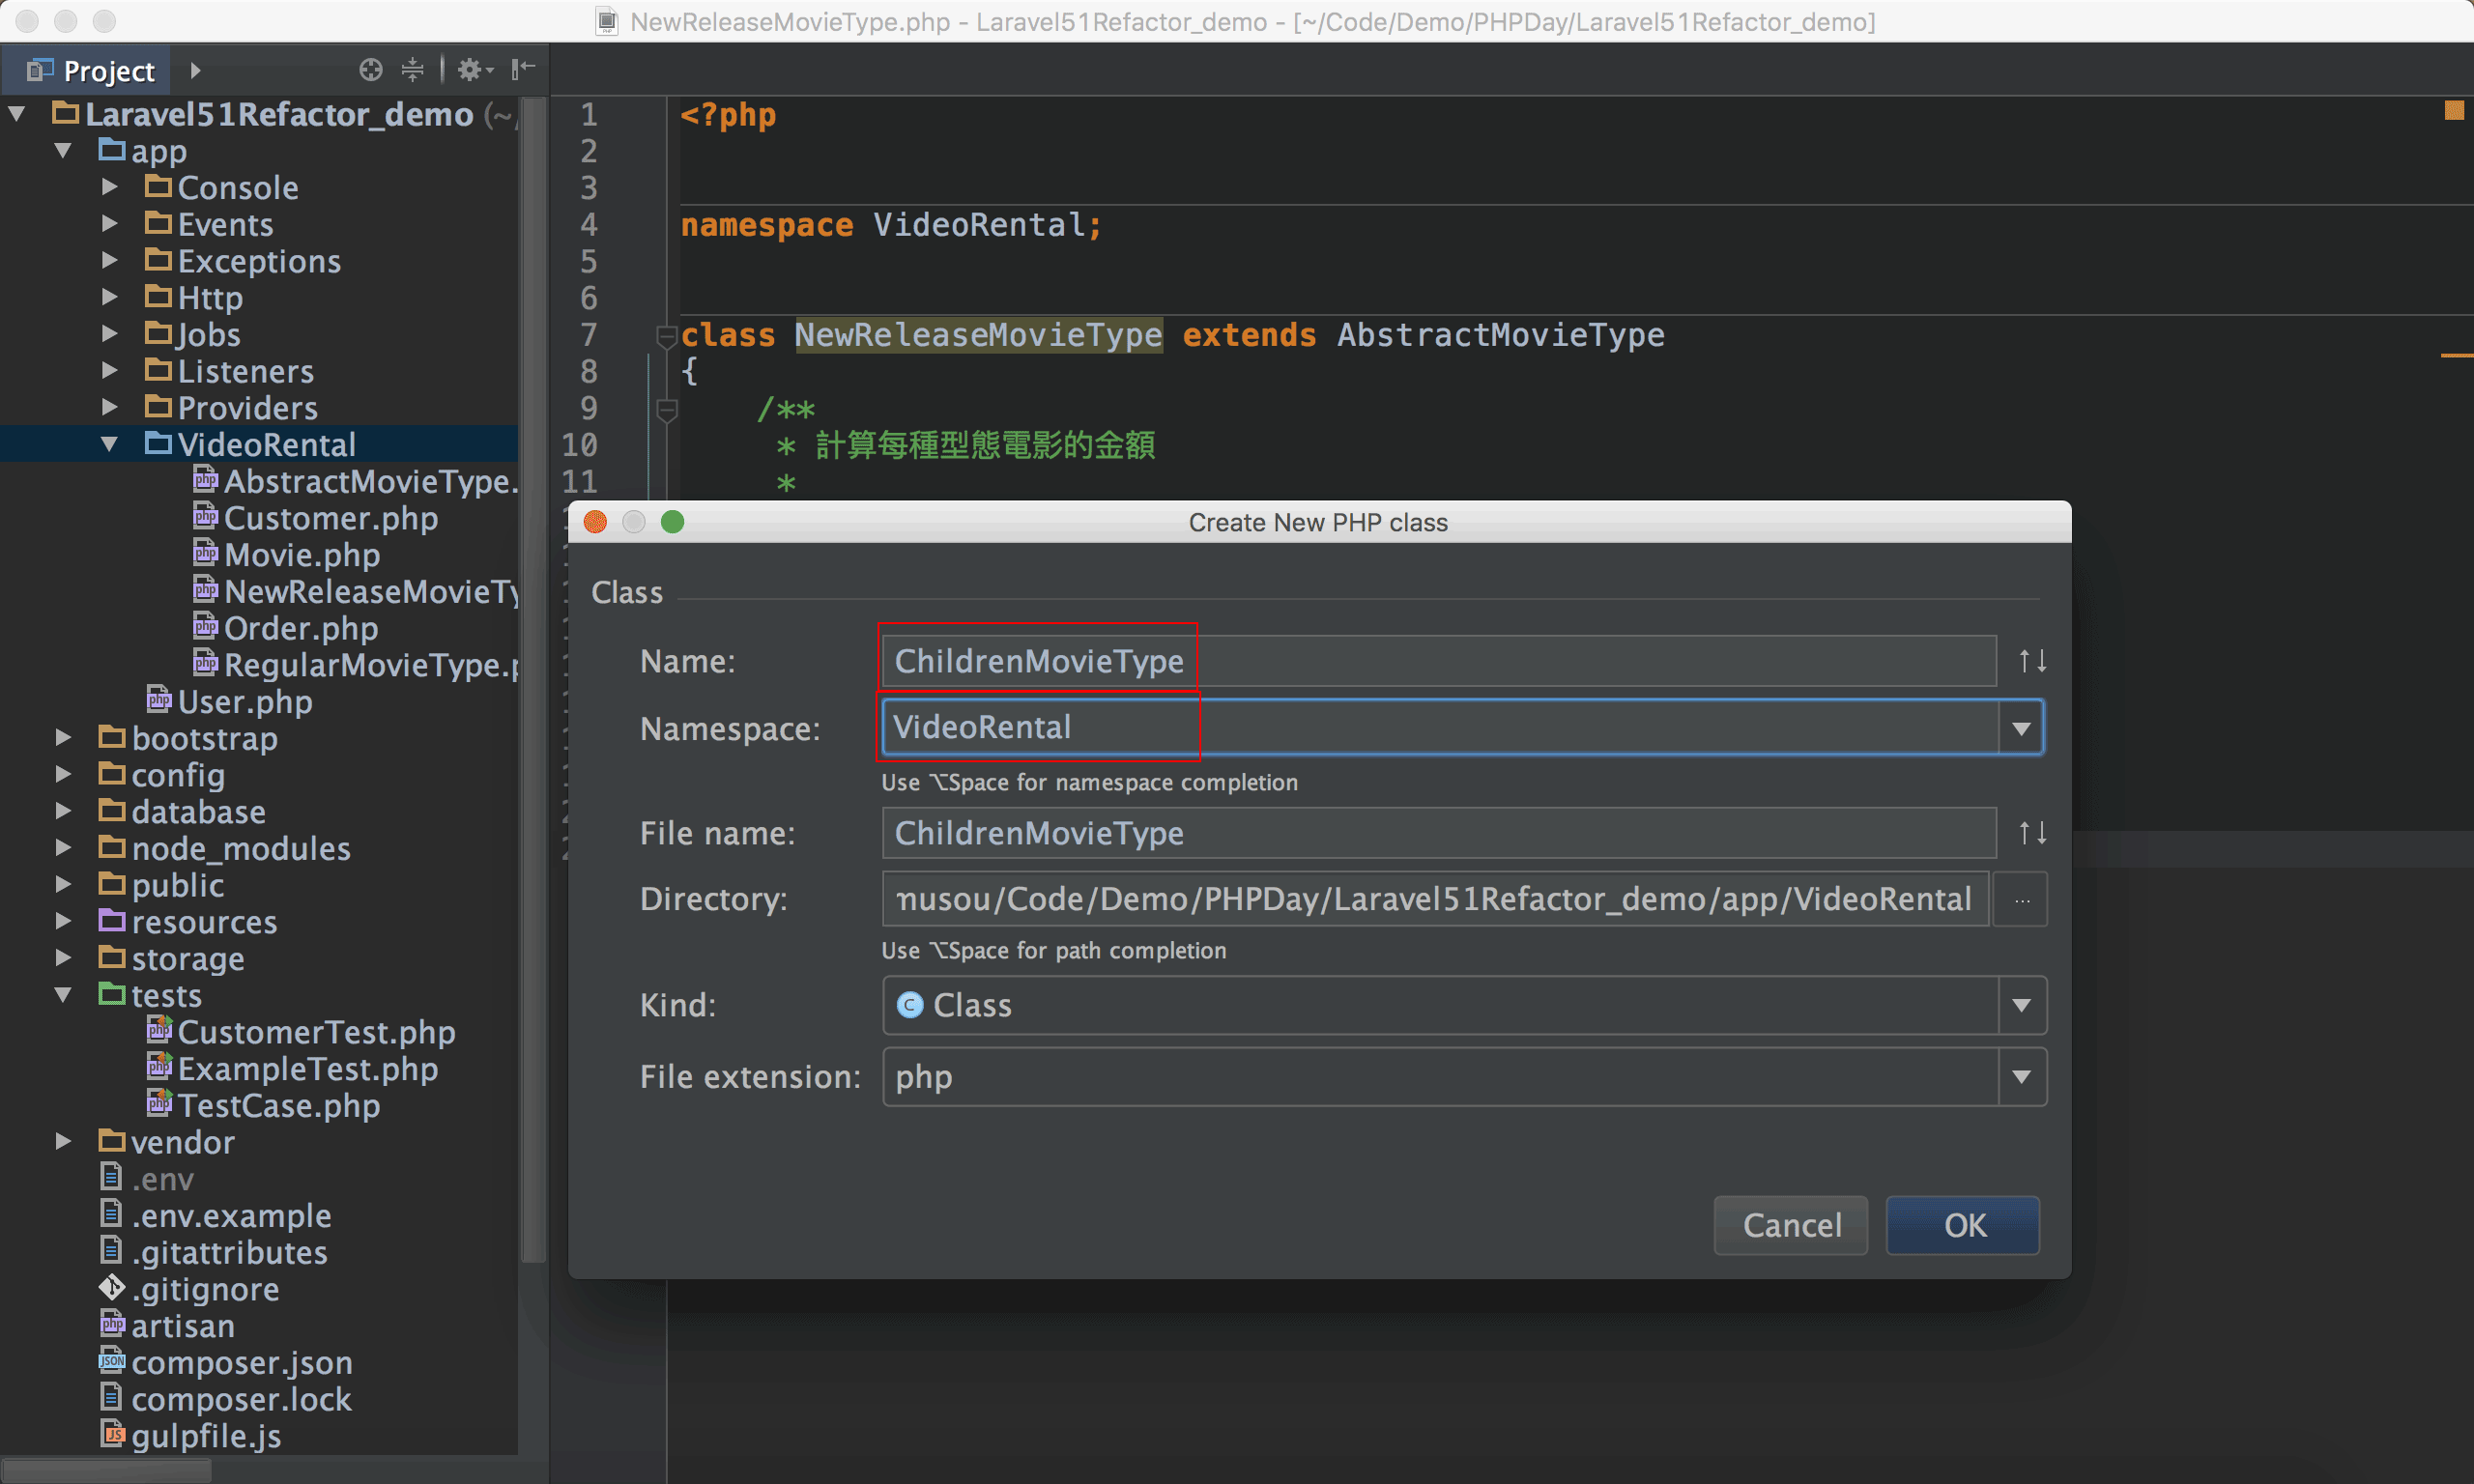 NewReleaseMovieType.php - Laravel51Refactor_demo - [~/Code/Demo/PHPDay/Laravel51Refactor_demo]
Project
Laravel51Refactor_demo (~/
app
Console
Events
Exceptions
Http
Jobs
Listeners
Providers
VideoRental
AbstractMovieType.
Customer.php
Movie.php
NewReleaseMovieTy
Order.php
RegularMovieType.p
User.php
bootstrap
config
database
node_modules
public
resources
storage
tests
CustomerTest.php
ExampleTest.php
TestCase.php
vendor
.env
.env.example
.gitattributes
.gitignore
artisan
composer.json
composer.lock
gulpfile.js
1 <?php
2
3
4 namespace VideoRental;
5
6
7 class NewReleaseMovieType extends AbstractMovieType
8 {
9 /**
10 * 計算每種型態電影的金額
11 *
Create New PHP class
Class
Name: ChildrenMovieType
Namespace: VideoRental
Use ⌥Space for namespace completion
File name: ChildrenMovieType
Directory: musou/Code/Demo/PHPDay/Laravel51Refactor_demo/app/VideoRental ...
Use ⌥Space for path completion
Kind: C Class
File extension: php
Cancel OK